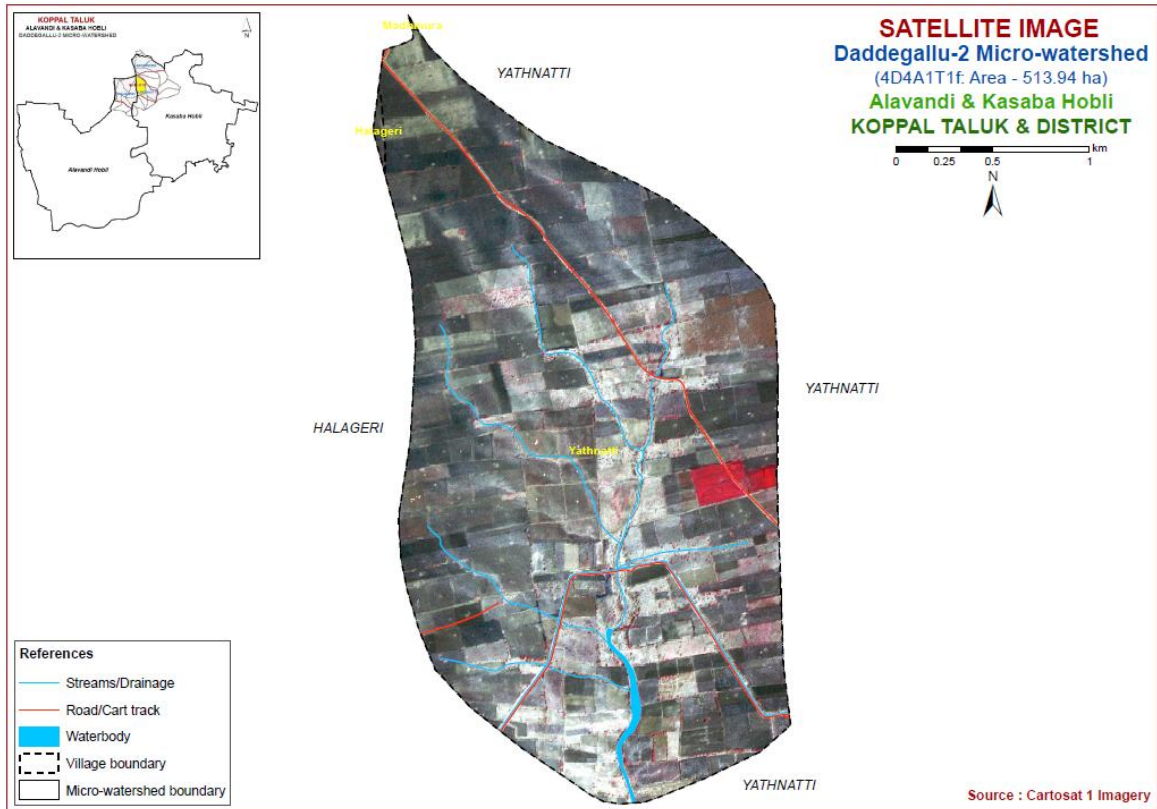 KOPPAL TALUK
ALAVANDI & KASABA HOBLI
DADDEGALLU-2 MICRO-WATERSHED
N
Kasaba Hobli
Alavandi Hobli
SATELLITE IMAGE
Daddegallu-2 Micro-watershed
(4D4A1T1f: Area - 513.94 ha)
Alavandi & Kasaba Hobli
KOPPAL TALUK & DISTRICT
km
0 0.25 0.5 1
N
YATHNATTI
Halageri
YATHNATTI
HALAGERI
Yathnatti
References
Streams/Drainage
Road/Cart track
Waterbody
Village boundary
Micro-watershed boundary
YATHNATTI
Source : Cartosat 1 Imagery